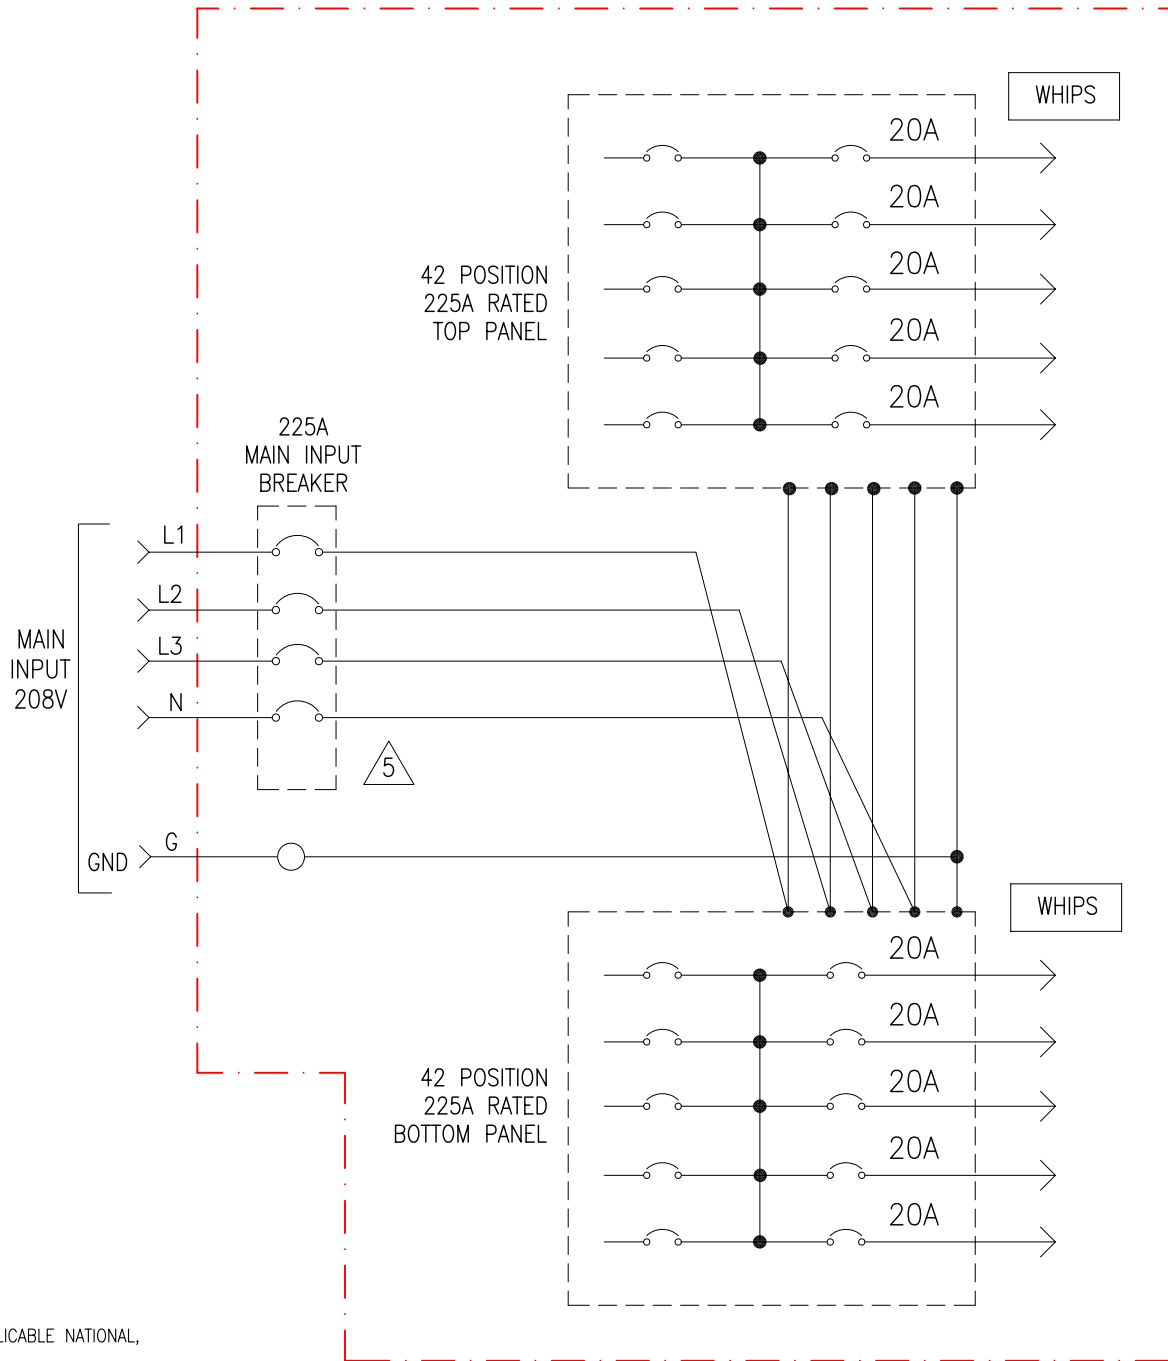 WHIPS
20A
20A
20A
20A
20A
42 POSITION
225A RATED
TOP PANEL
225A
MAIN INPUT
BREAKER
L1
L2
L3
N
MAIN
INPUT
208V
5
G
GND
WHIPS
20A
20A
20A
20A
20A
42 POSITION
225A RATED
BOTTOM PANEL
LICABLE NATIONAL,